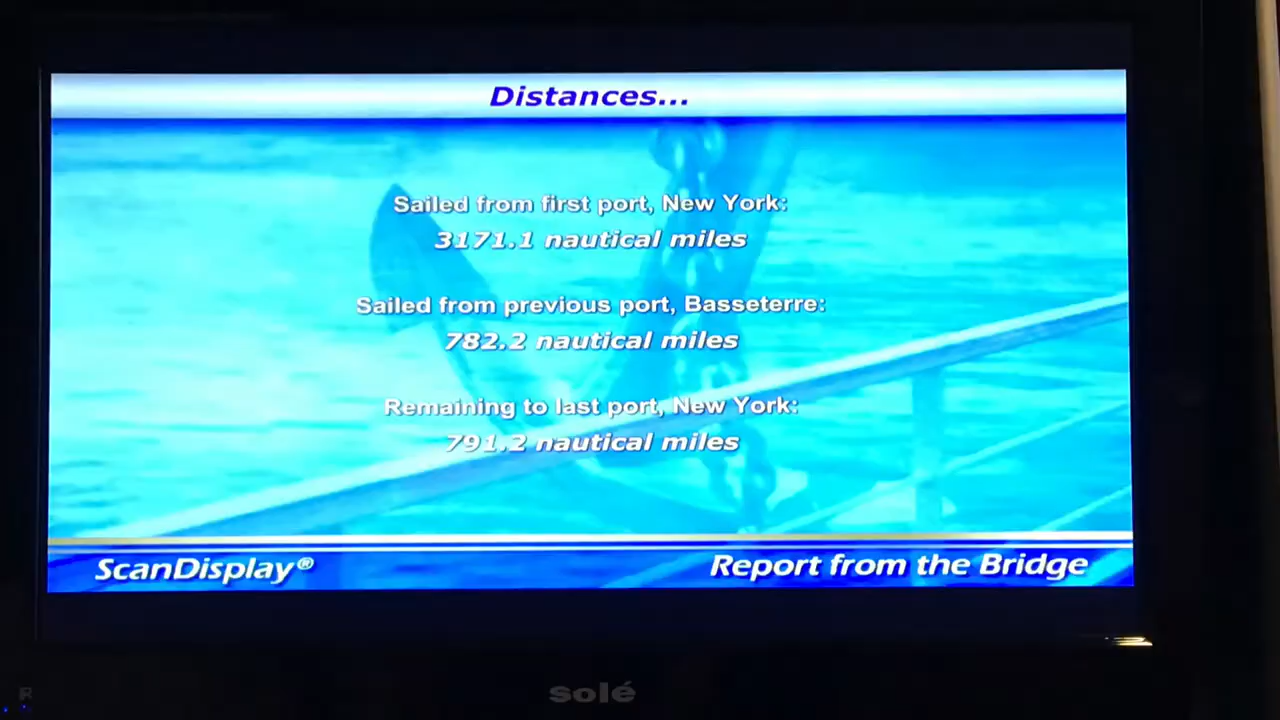 Distances...
Sailed from first port, New York:
3171.1 nautical miles
Sailed from previous port, Basseterre:
782.2 nautical miles
Remaining to last port, New York:
791.2 nautical miles
ScanDisplay® Report from the Bridge
R
solé